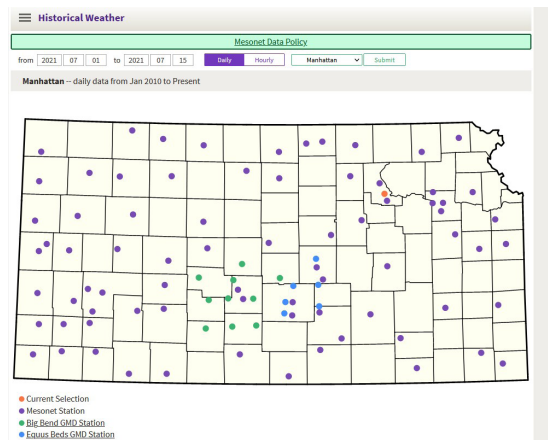 Historical Weather
Mesonet Data Policy
from 2021 07 01 to 2021 07 15 Daily Hourly Manhattan Submit
Manhattan -- daily data from Jan 2010 to Present
Current Selection
Mesonet Station
Big Bend GMD Station
Equus Beds GMD Station